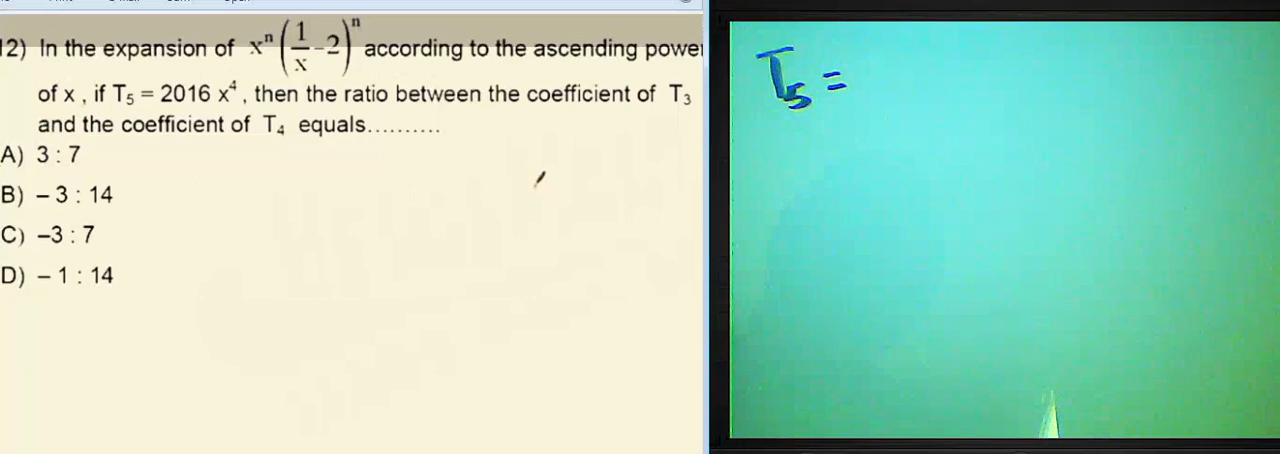 12) In the expansion of xⁿ(1/x - 2)ⁿ according to the ascending power
of x , if T₅ = 2016 x⁴ , then the ratio between the coefficient of T₃
and the coefficient of T₄ equals..........
A) 3 : 7
B) – 3 : 14
C) –3 : 7
D) – 1 : 14
T₅ =